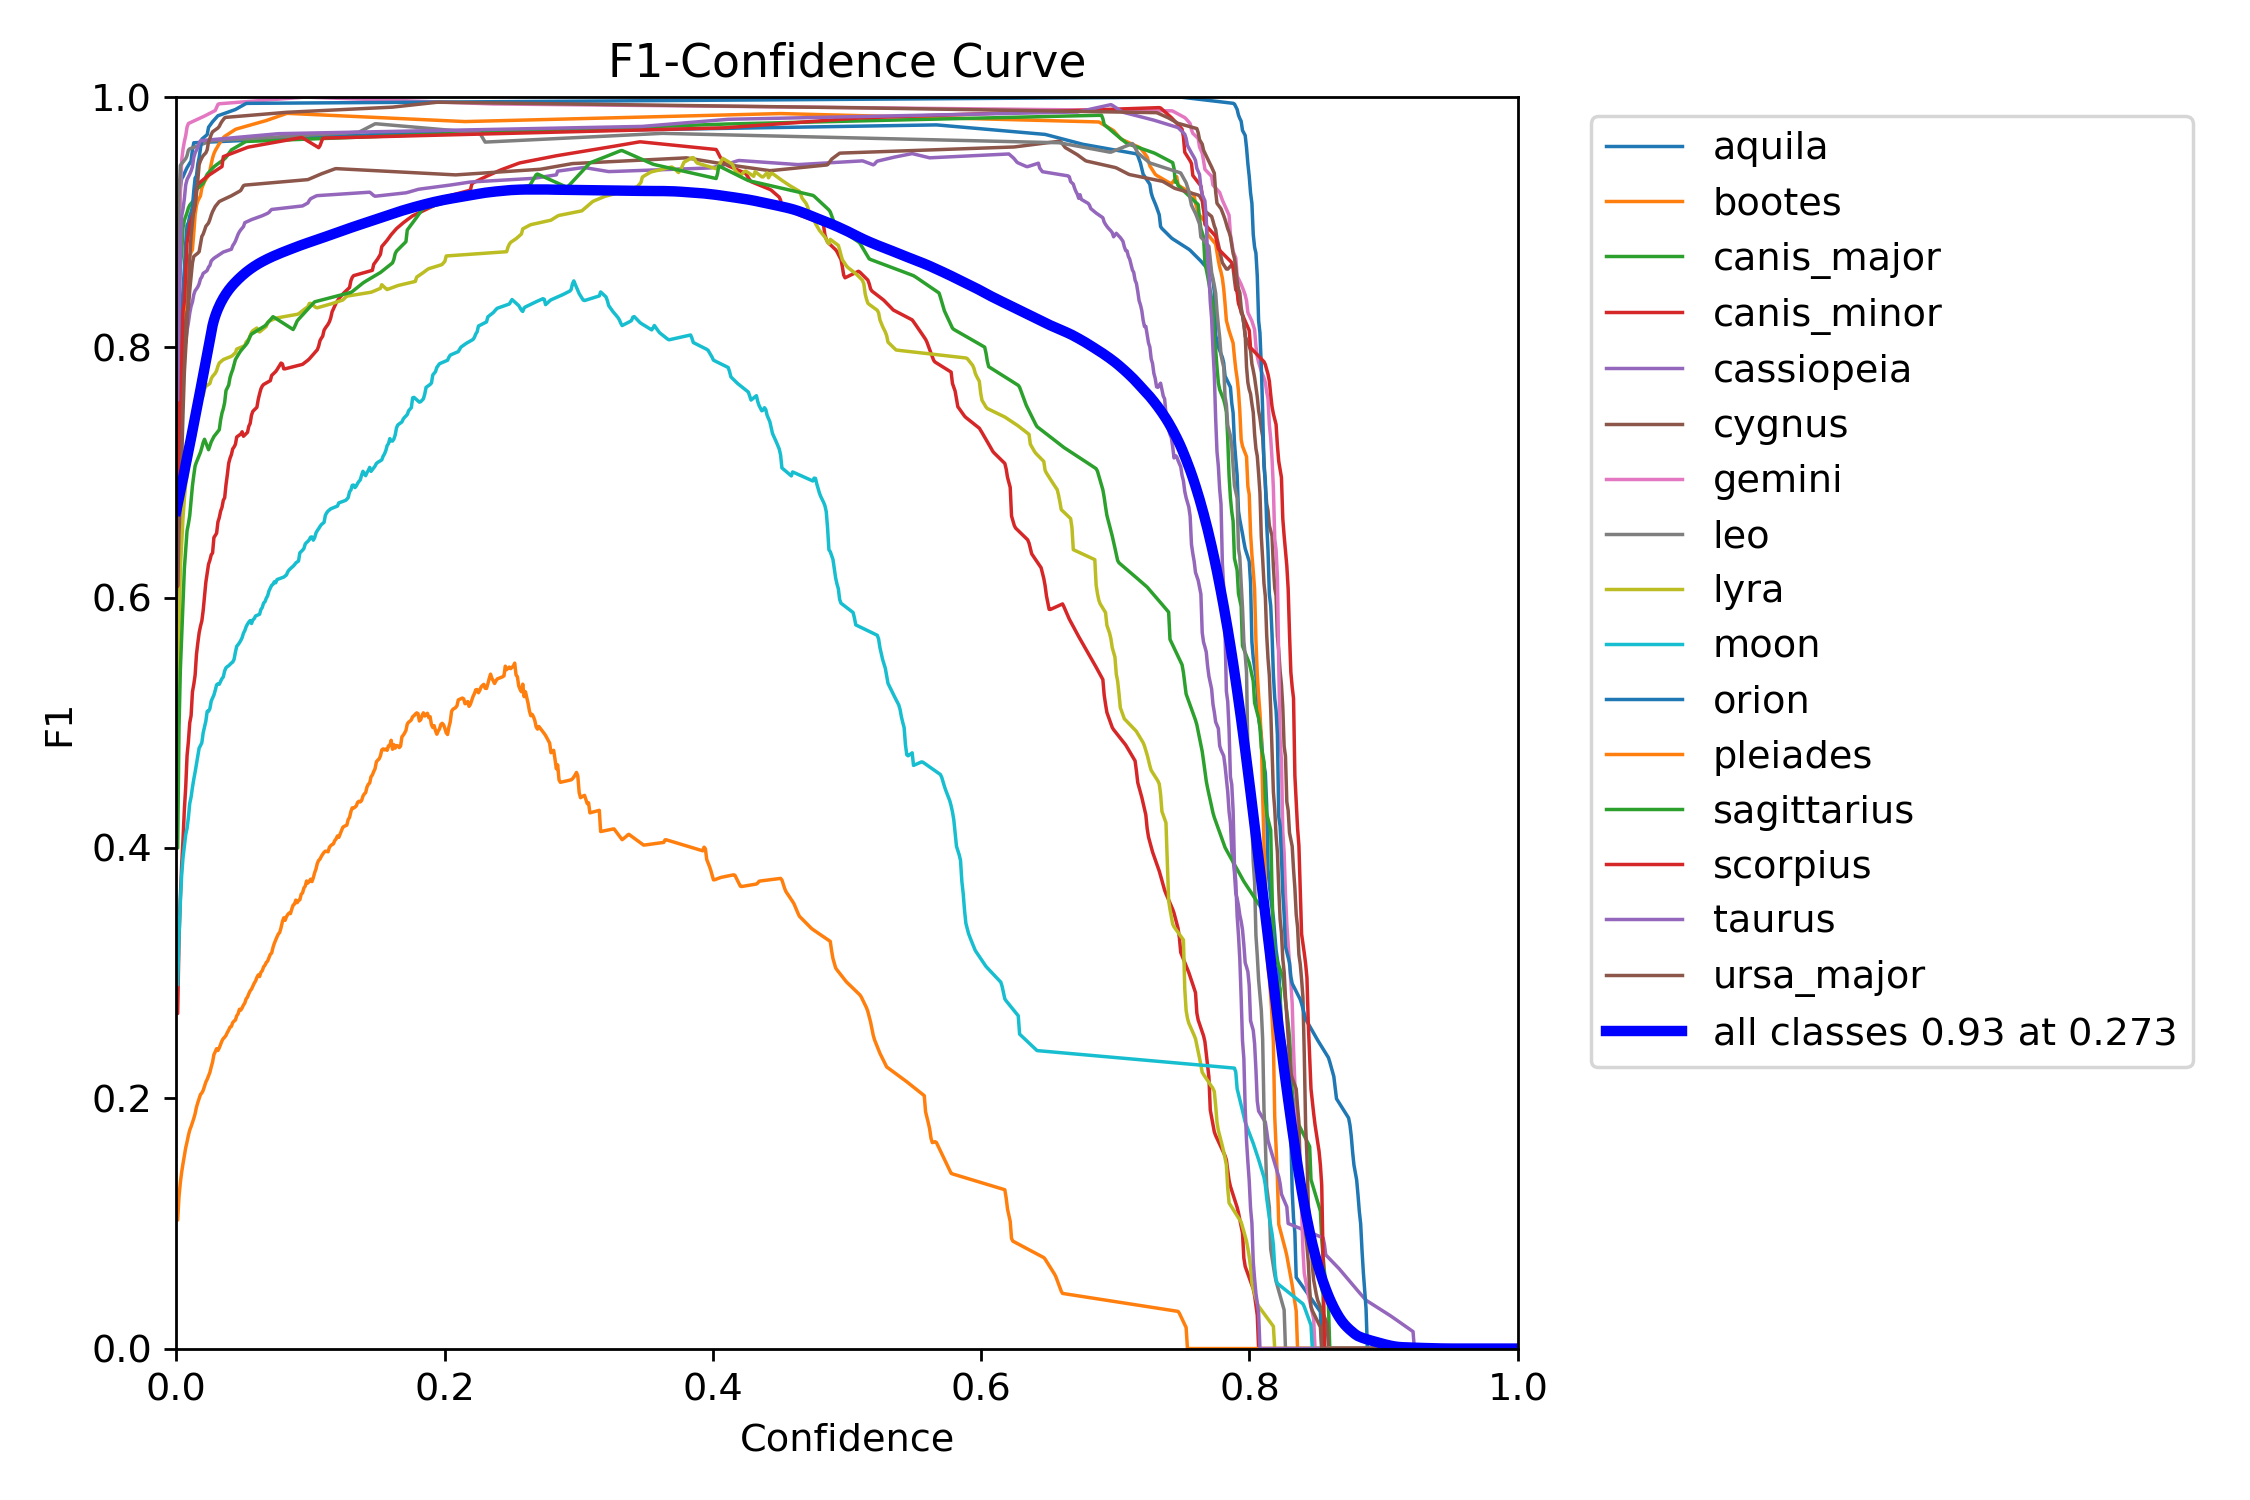 F1-Confidence Curve
1.0
0.8
0.6
0.4
0.2
0.0
F1
0.0 0.2 0.4 0.6 0.8 1.0
Confidence
aquila
bootes
canis_major
canis_minor
cassiopeia
cygnus
gemini
leo
lyra
moon
orion
pleiades
sagittarius
scorpius
taurus
ursa_major
all classes 0.93 at 0.273